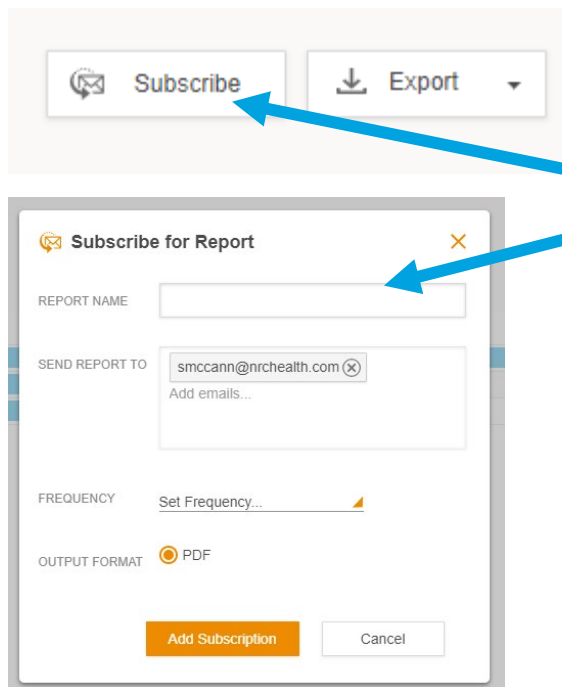 Subscribe
Export
Subscribe for Report
REPORT NAME
SEND REPORT TO
smccann@nrchealth.com
Add emails...
FREQUENCY
Set Frequency...
OUTPUT FORMAT
PDF
Add Subscription
Cancel